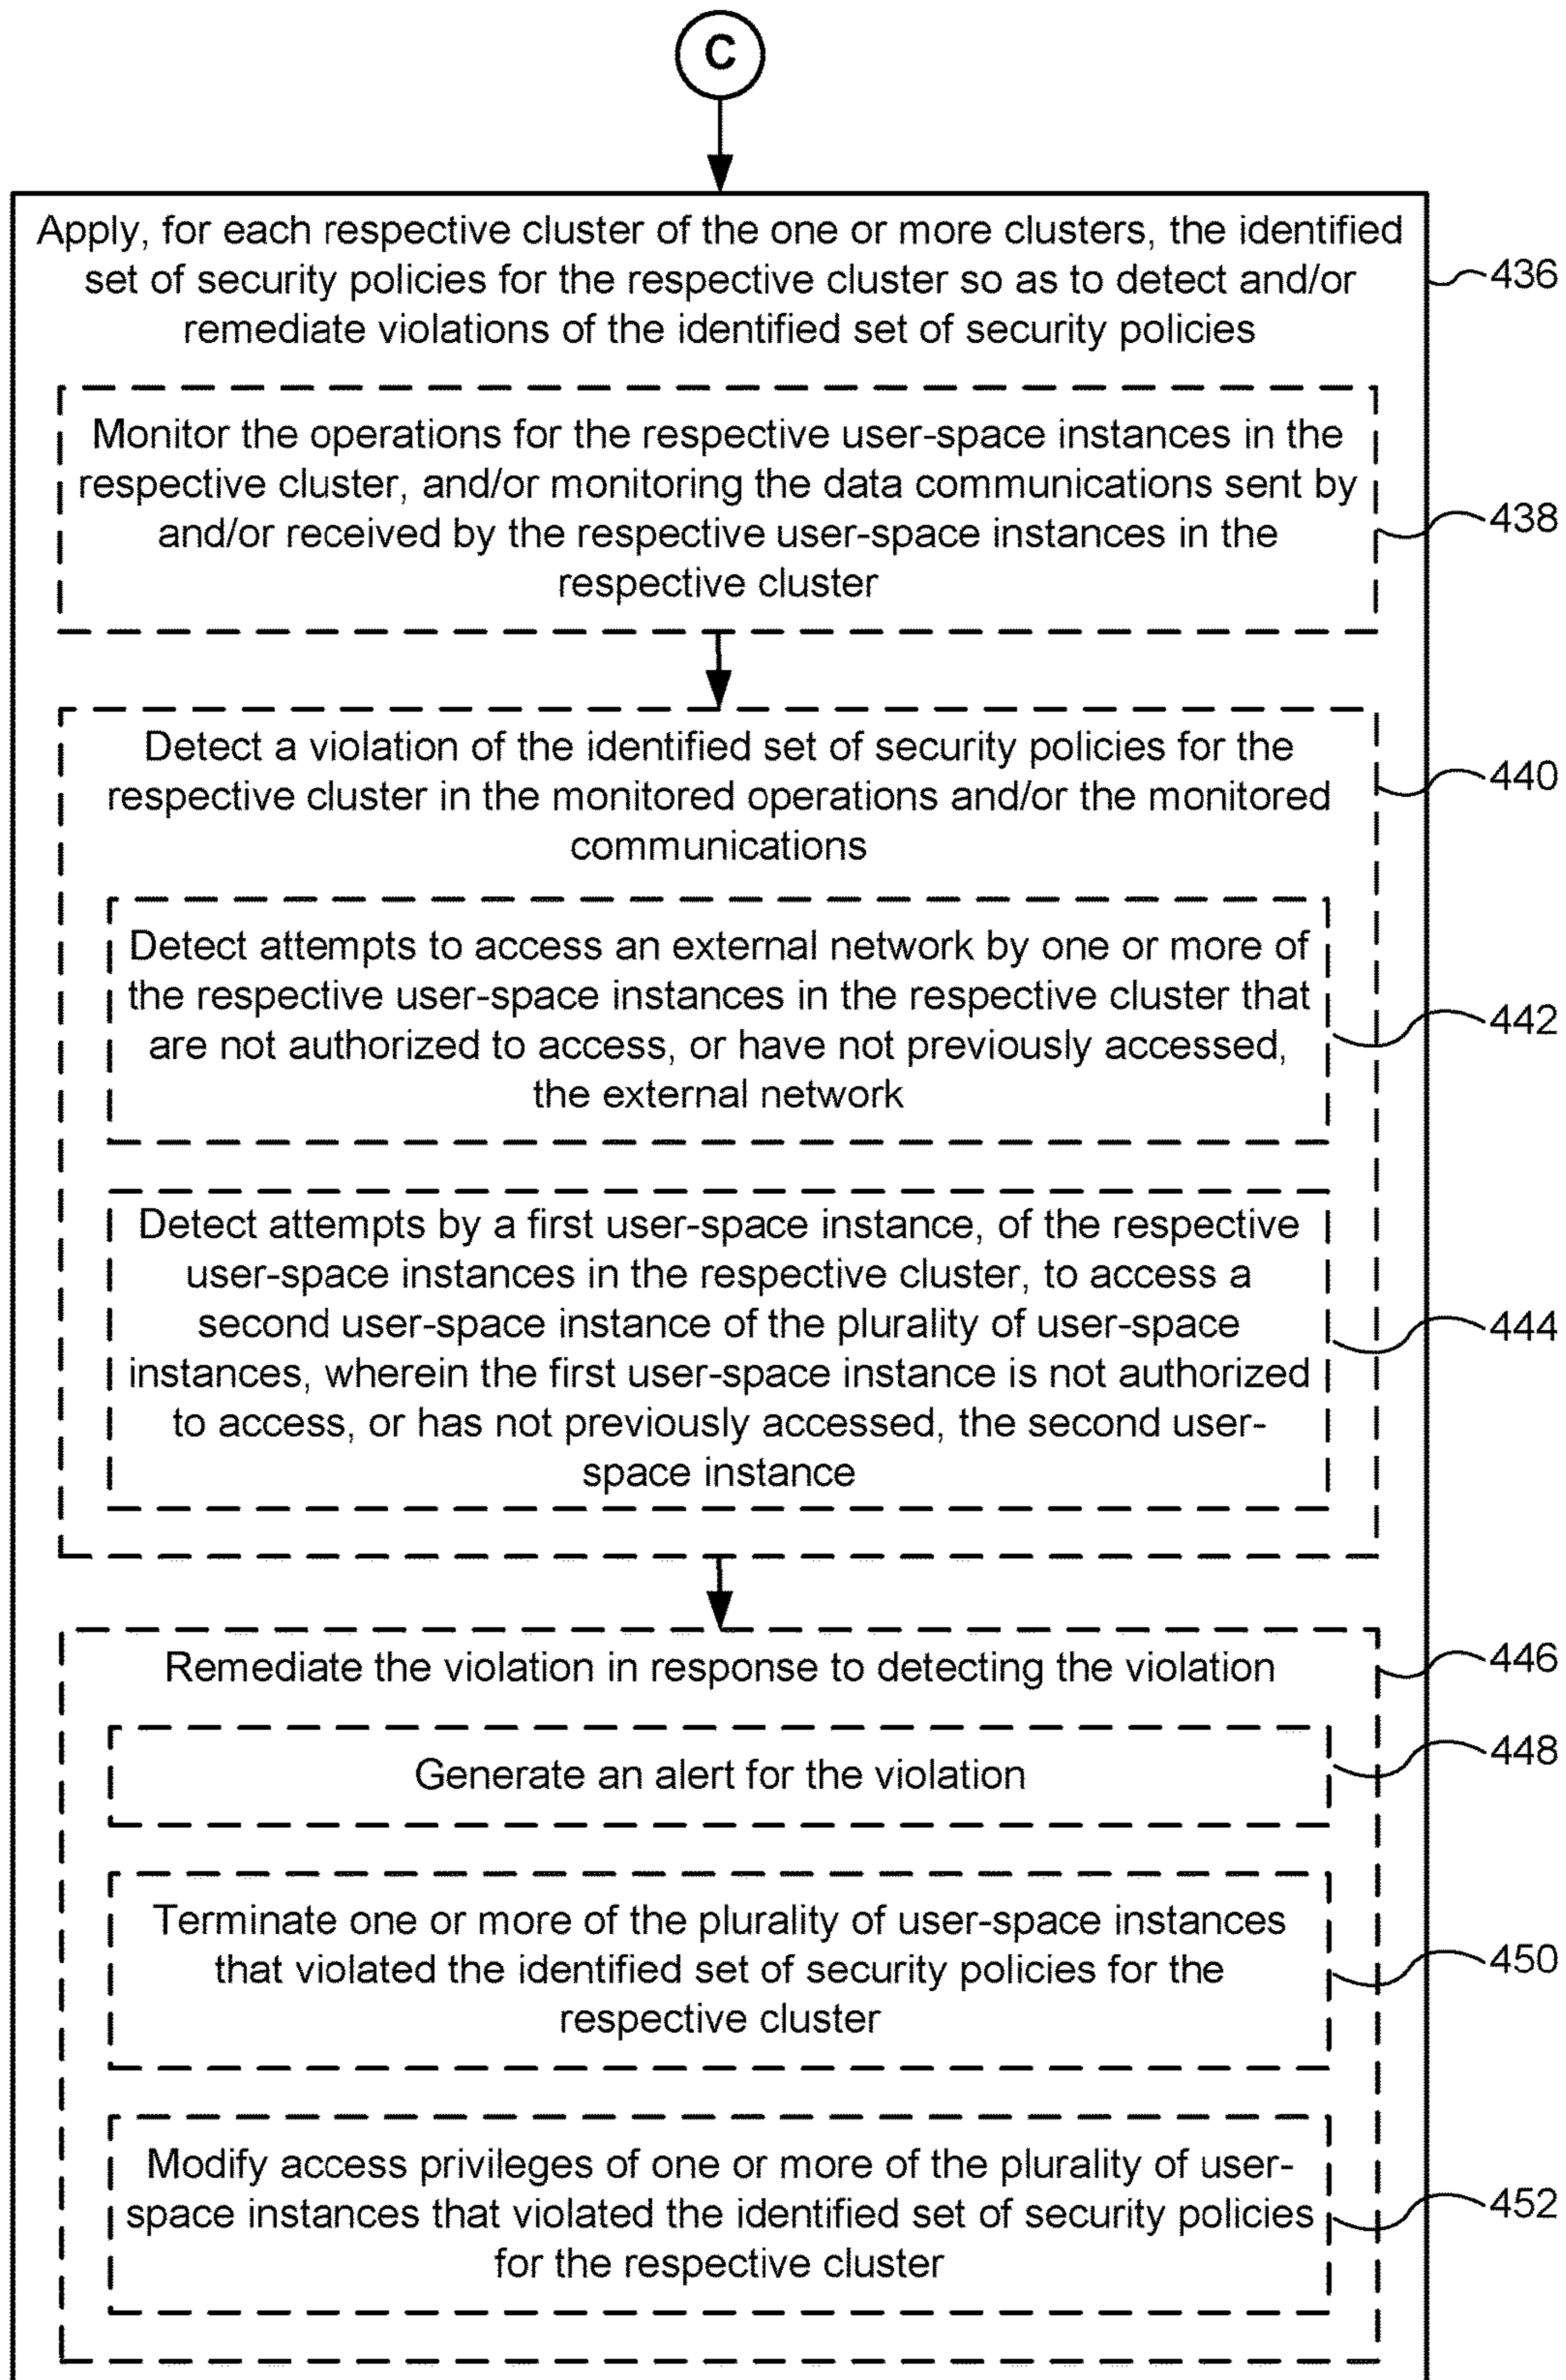 C
Apply, for each respective cluster of the one or more clusters, the identified
set of security policies for the respective cluster so as to detect and/or
remediate violations of the identified set of security policies
436
Monitor the operations for the respective user-space instances in the
respective cluster, and/or monitoring the data communications sent by
and/or received by the respective user-space instances in the
respective cluster
438
Detect a violation of the identified set of security policies for the
respective cluster in the monitored operations and/or the monitored
communications
440
Detect attempts to access an external network by one or more of
the respective user-space instances in the respective cluster that
are not authorized to access, or have not previously accessed,
the external network
442
Detect attempts by a first user-space instance, of the respective
user-space instances in the respective cluster, to access a
second user-space instance of the plurality of user-space
instances, wherein the first user-space instance is not authorized
to access, or has not previously accessed, the second user-
space instance
444
Remediate the violation in response to detecting the violation
446
Generate an alert for the violation
448
Terminate one or more of the plurality of user-space instances
that violated the identified set of security policies for the
respective cluster
450
Modify access privileges of one or more of the plurality of user-
space instances that violated the identified set of security policies
for the respective cluster
452